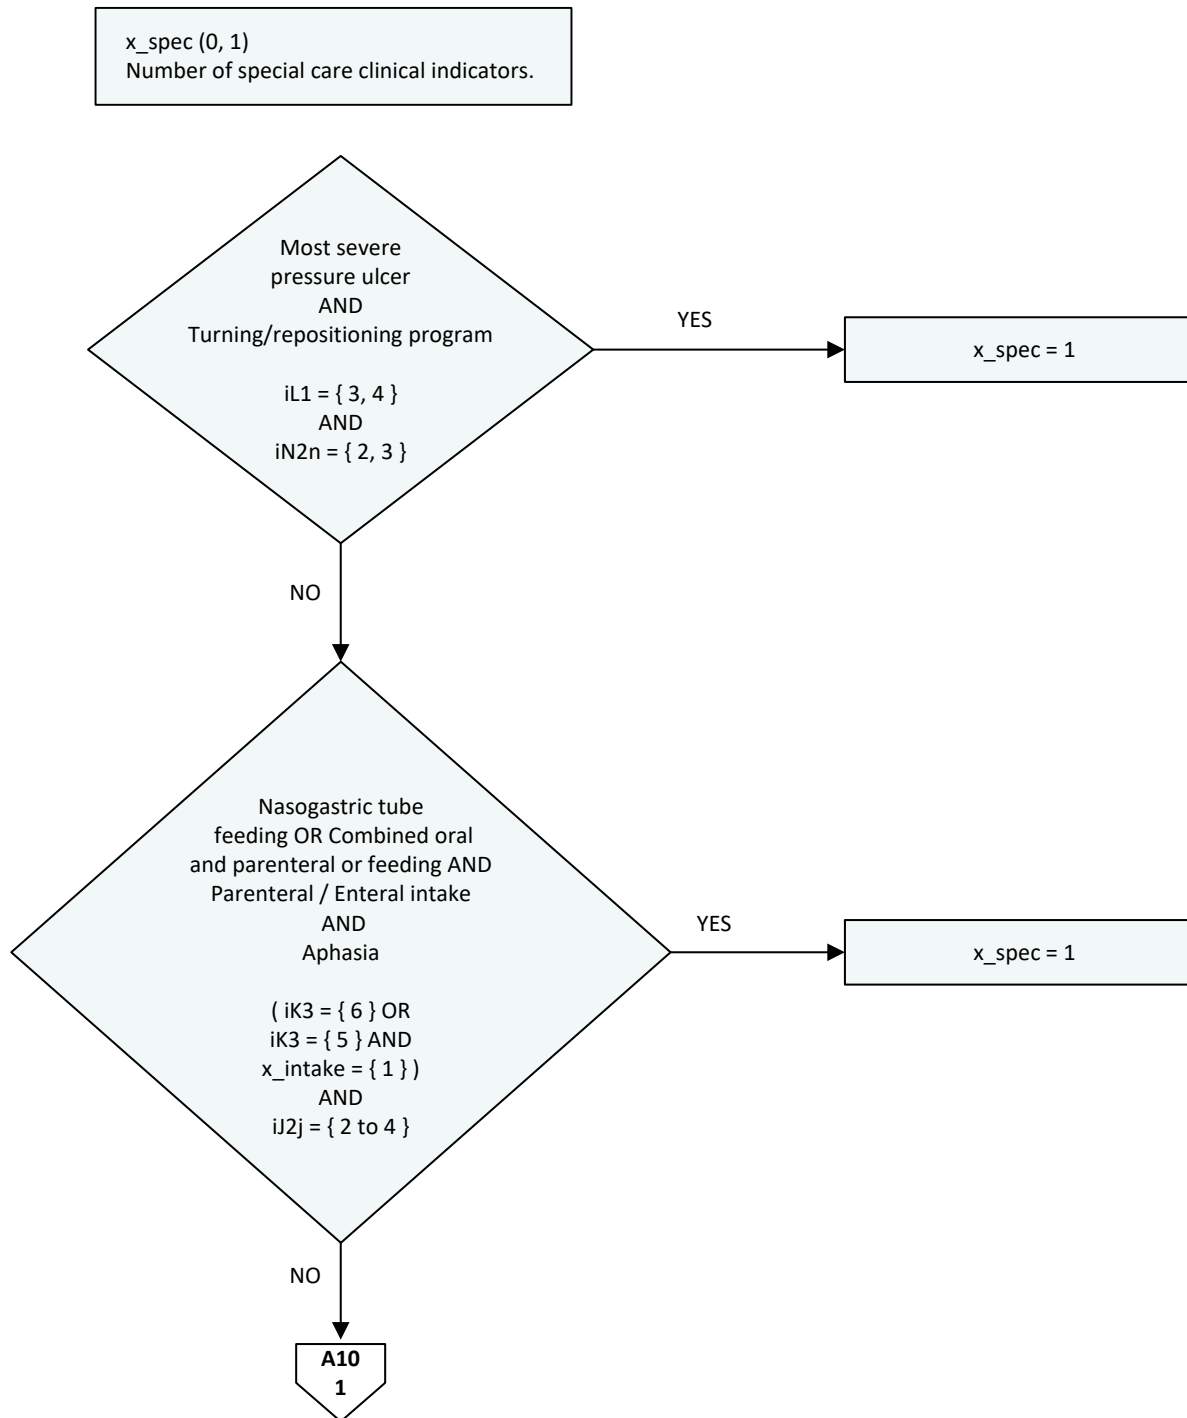 x_spec (0, 1)
Number of special care clinical indicators.
Most severe
pressure ulcer
AND
Turning/repositioning program
iL1 = { 3, 4 }
AND
iN2n = { 2, 3 }
YES
x_spec = 1
NO
Nasogastric tube
feeding OR Combined oral
and parenteral or feeding AND
Parenteral / Enteral intake
AND
Aphasia
( iK3 = { 6 } OR
iK3 = { 5 } AND
x_intake = { 1 } )
AND
iJ2j = { 2 to 4 }
YES
x_spec = 1
NO
A10
1